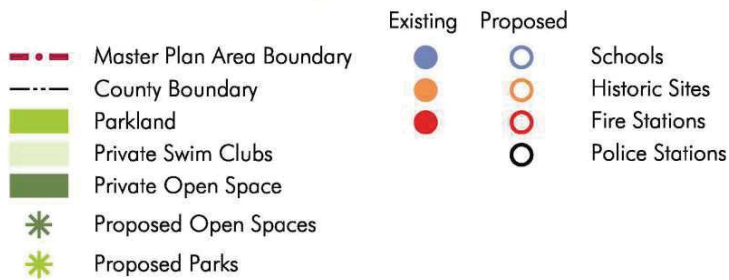 Existing Proposed
Master Plan Area Boundary Schools
County Boundary Historic Sites
Parkland Fire Stations
Private Swim Clubs Police Stations
Private Open Space
Proposed Open Spaces
Proposed Parks